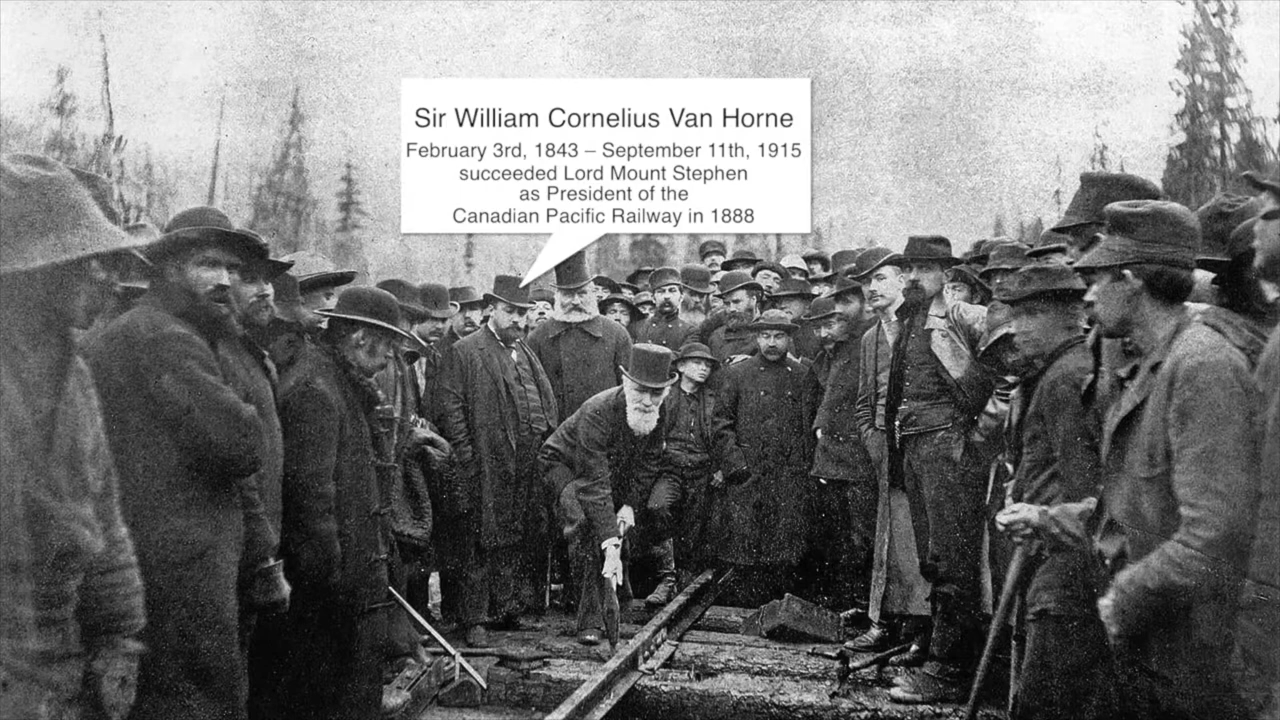 Sir William Cornelius Van Horne
February 3rd, 1843 – September 11th, 1915
succeeded Lord Mount Stephen
as President of the
Canadian Pacific Railway in 1888